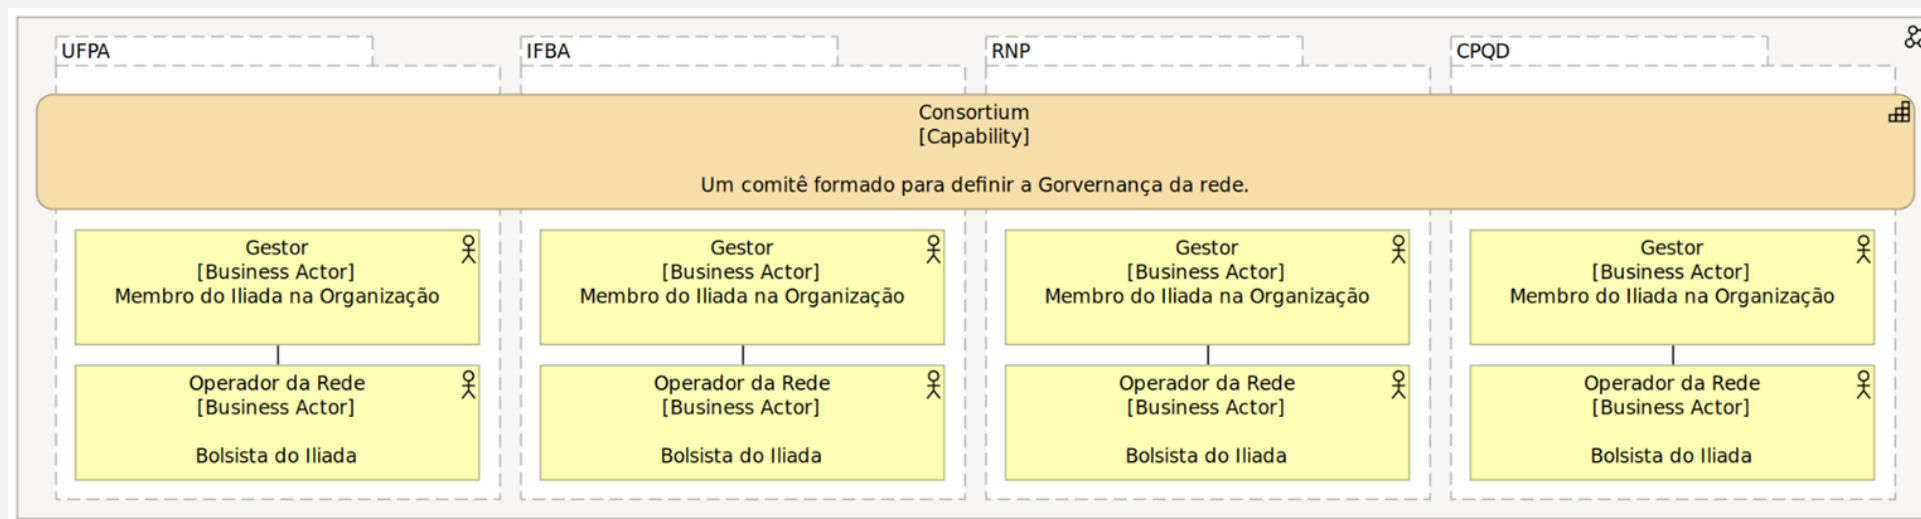 UFPA
IFBA
RNP
CPQD
Consortium
[Capability]
Um comitê formado para definir a Gorvernança da rede.
Gestor
[Business Actor]
Membro do Iliada na Organização
Gestor
[Business Actor]
Membro do Iliada na Organização
Gestor
[Business Actor]
Membro do Iliada na Organização
Gestor
[Business Actor]
Membro do Iliada na Organização
Operador da Rede
[Business Actor]
Bolsista do Iliada
Operador da Rede
[Business Actor]
Bolsista do Iliada
Operador da Rede
[Business Actor]
Bolsista do Iliada
Operador da Rede
[Business Actor]
Bolsista do Iliada